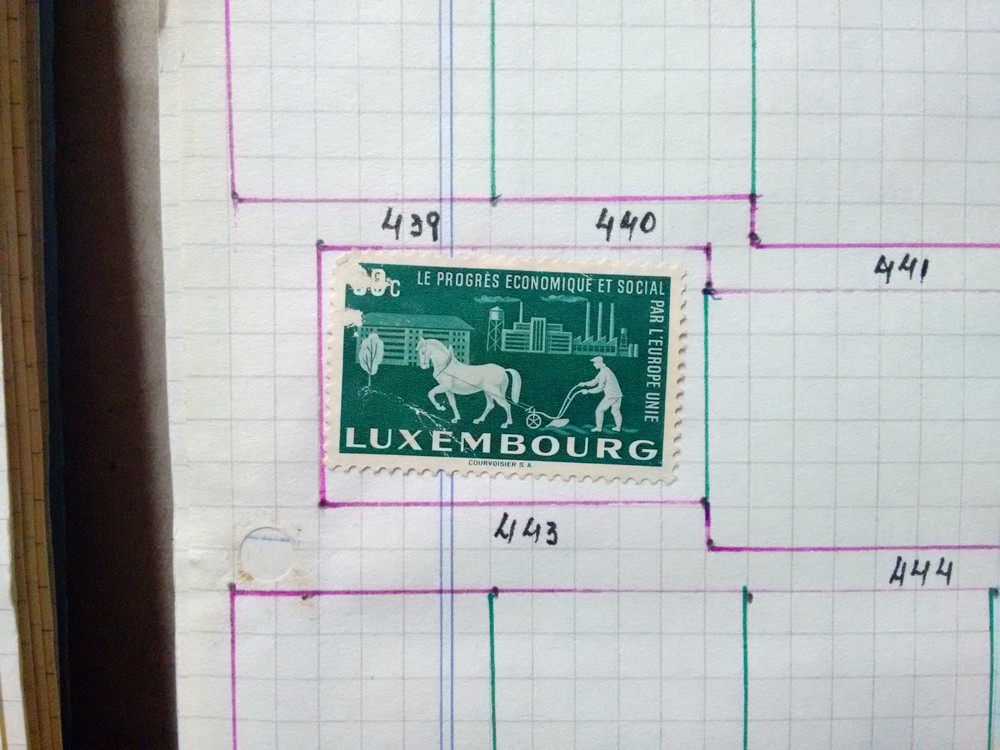 439
440
441
LE PROGRÈS ECONOMIQUE ET SOCIAL
PAR L'EUROPE UNIE
LUXEMBOURG
COURVOISIER S.A.
443
444